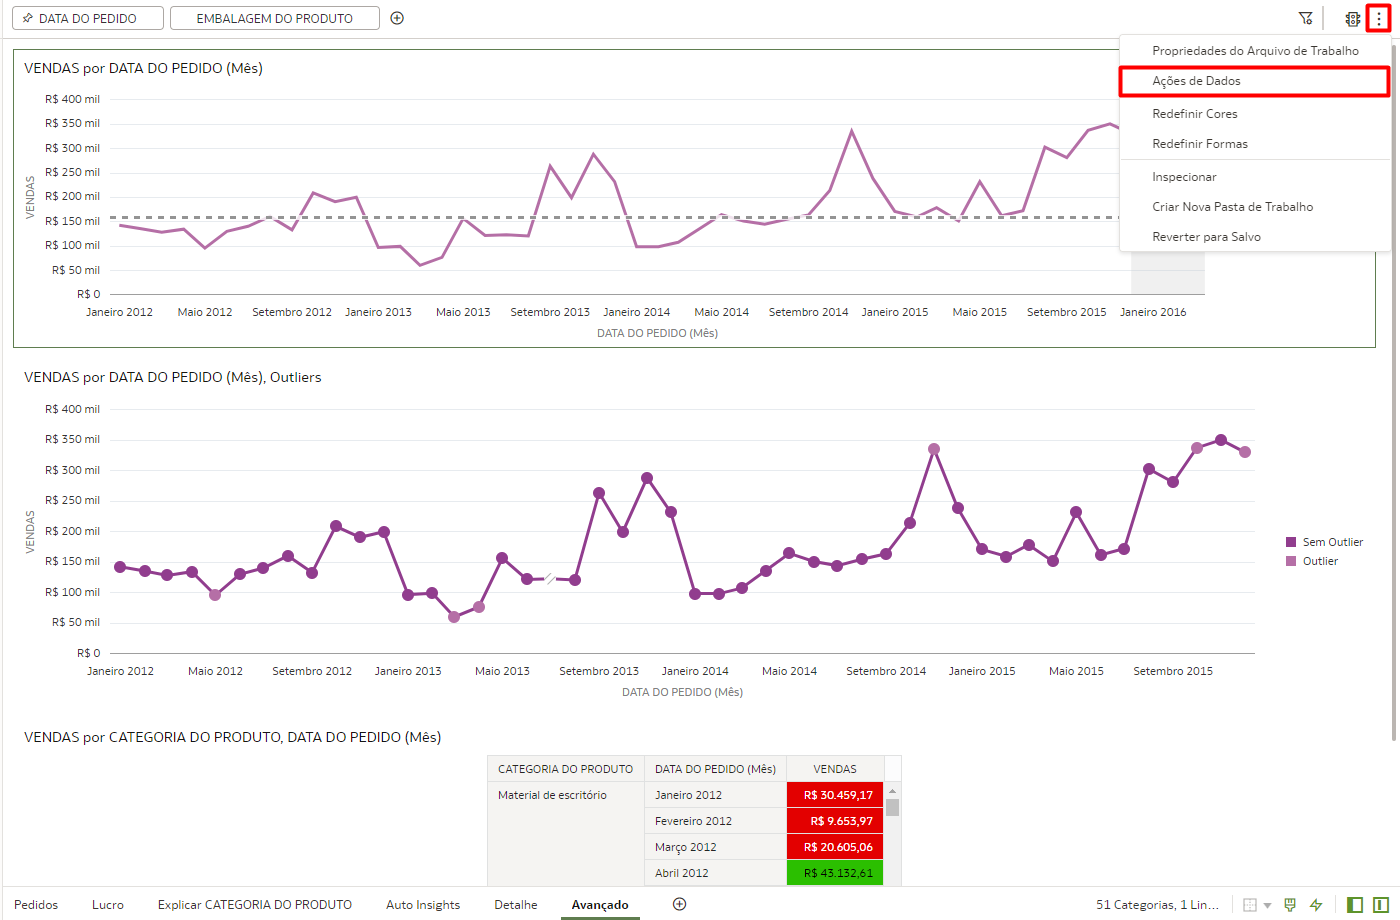 DATA DO PEDIDO
EMBALAGEM DO PRODUTO
Propriedades do Arquivo de Trabalho
Ações de Dados
Redefinir Cores
Redefinir Formas
Inspecionar
Criar Nova Pasta de Trabalho
Reverter para Salvo
VENDAS por DATA DO PEDIDO (Mês)
R$ 400 mil
R$ 350 mil
R$ 300 mil
R$ 250 mil
R$ 200 mil
R$ 150 mil
R$ 100 mil
R$ 50 mil
R$ 0
VENDAS
Janeiro 2012 Maio 2012 Setembro 2012 Janeiro 2013 Maio 2013 Setembro 2013 Janeiro 2014 Maio 2014 Setembro 2014 Janeiro 2015 Maio 2015 Setembro 2015 Janeiro 2016
DATA DO PEDIDO (Mês)
VENDAS por DATA DO PEDIDO (Mês), Outliers
R$ 400 mil
R$ 350 mil
R$ 300 mil
R$ 250 mil
R$ 200 mil
R$ 150 mil
R$ 100 mil
R$ 50 mil
R$ 0
VENDAS
Sem Outlier
Outlier
Janeiro 2012 Maio 2012 Setembro 2012 Janeiro 2013 Maio 2013 Setembro 2013 Janeiro 2014 Maio 2014 Setembro 2014 Janeiro 2015 Maio 2015 Setembro 2015
DATA DO PEDIDO (Mês)
VENDAS por CATEGORIA DO PRODUTO, DATA DO PEDIDO (Mês)
CATEGORIA DO PRODUTO DATA DO PEDIDO (Mês) VENDAS
Material de escritório Janeiro 2012 R$ 30.459,17
Fevereiro 2012 R$ 9.653,97
Março 2012 R$ 20.605,06
Abril 2012 R$ 43.132,61
Pedidos Lucro Explicar CATEGORIA DO PRODUTO Auto Insights Detalhe Avançado 51 Categorias, 1 Lin...